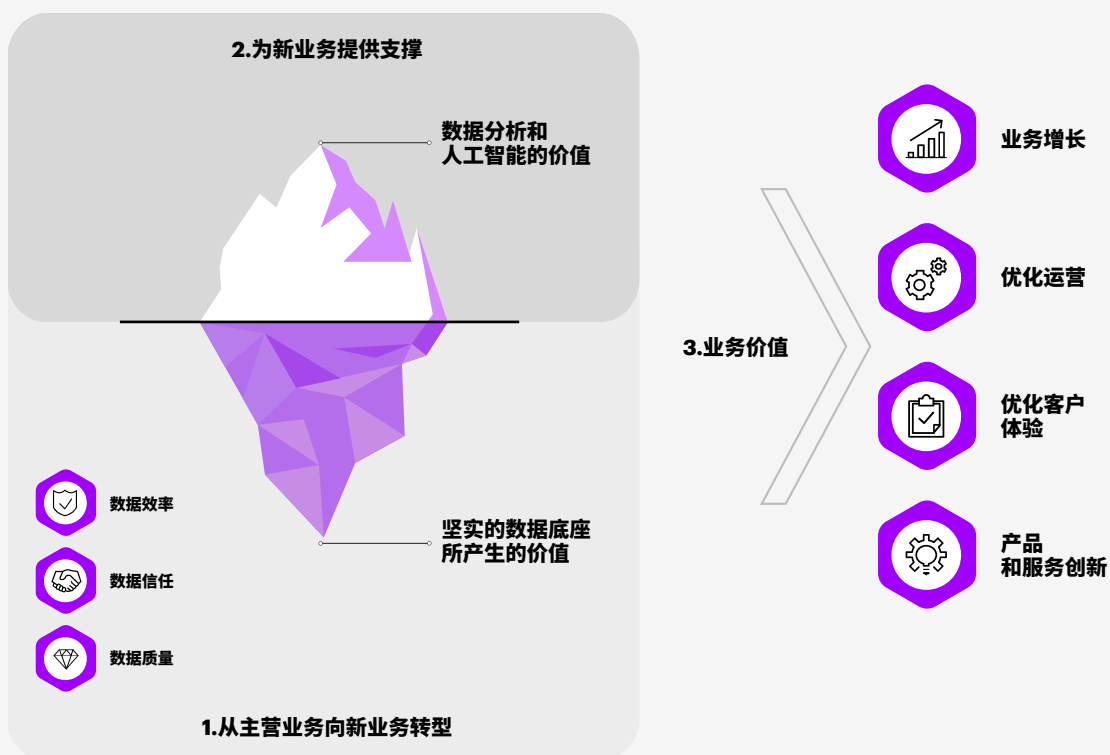 2.为新业务提供支撑
数据分析和
人工智能的价值
坚实的数据底座
所产生的价值
数据效率
数据信任
数据质量
1.从主营业务向新业务转型
3.业务价值
业务增长
优化运营
优化客户
体验
产品
和服务创新